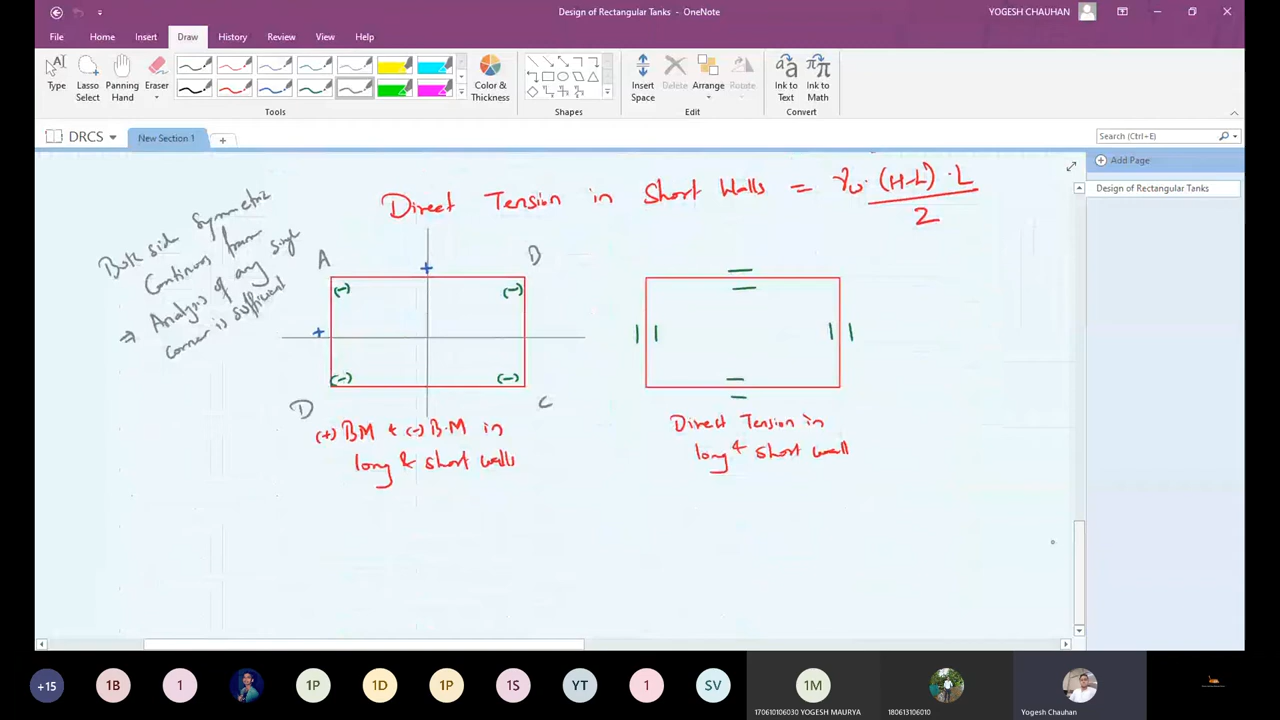 Design of Rectangular Tanks - OneNote
YOGESH CHAUHAN
File Home Insert Draw History Review View Help
Type
Lasso Select
Panning Hand
Eraser
Color & Thickness
Insert Space
Delete
Arrange
Rotate
Ink to Text
Ink to Math
Tools
Shapes
Edit
Convert
DRCS
New Section 1
Search (Ctrl+E)
Add Page
Design of Rectangular Tanks
Direct Tension in Short Walls = γw·(H-h)·L
2
Both side Symmetric
Continuous frame
⇒ Analysis of any single
corner is sufficient
A
B
+
(-) (-)
+
(-) (-)
D
C
(+) BM & (-) B.M in
long & short walls
Direct Tension in
long & short wall
+15
1B
1
1P
1D
1P
1S
YT
1
SV
1M
170610106030 YOGESH MAURYA
180613106010
Yogesh Chauhan